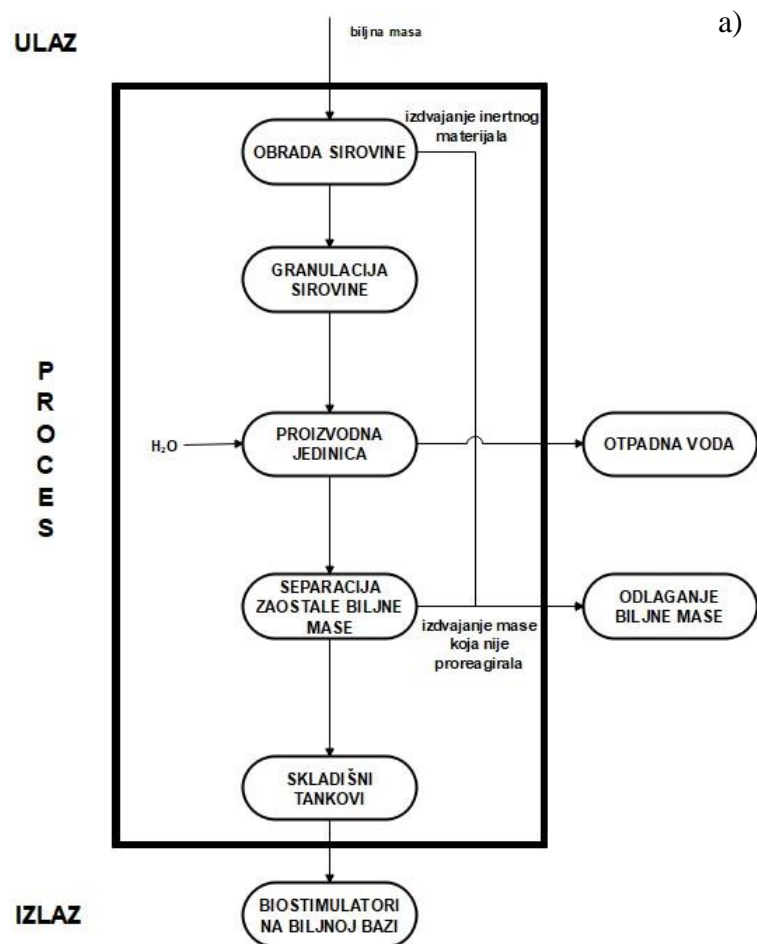 a)
ULAZ
biljna masa
izdvajanje inertnog
materijala
OBRADA SIROVINE
GRANULACIJA
SIROVINE
P
R
O
C
E
S
H₂O
PROIZVODNA
JEDINICA
OTPADNA VODA
SEPARACIJA
ZAOSTALE BILJNE
MASE
ODLAGANJE
BILJNE MASE
izdvajanje mase
koja nije
proreagirala
SKLADIŠNI
TANKOVI
IZLAZ
BIOSTIMULATORI
NA BILJNOJ BAZI